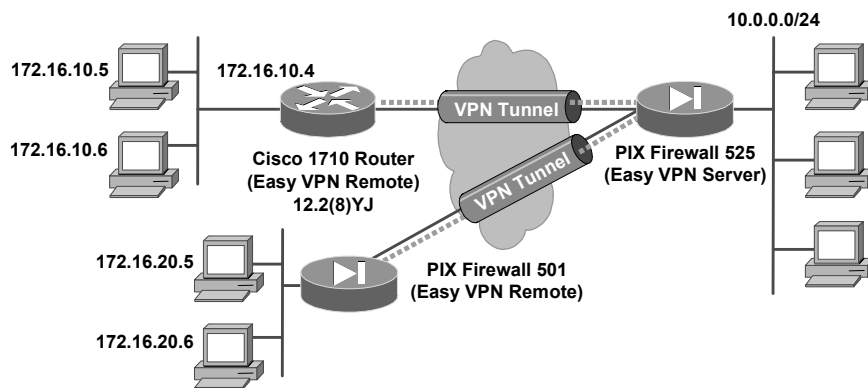 10.0.0.0/24
172.16.10.5
172.16.10.4
VPN Tunnel
172.16.10.6
Cisco 1710 Router
(Easy VPN Remote)
12.2(8)YJ
PIX Firewall 525
(Easy VPN Server)
VPN Tunnel
172.16.20.5
PIX Firewall 501
(Easy VPN Remote)
172.16.20.6